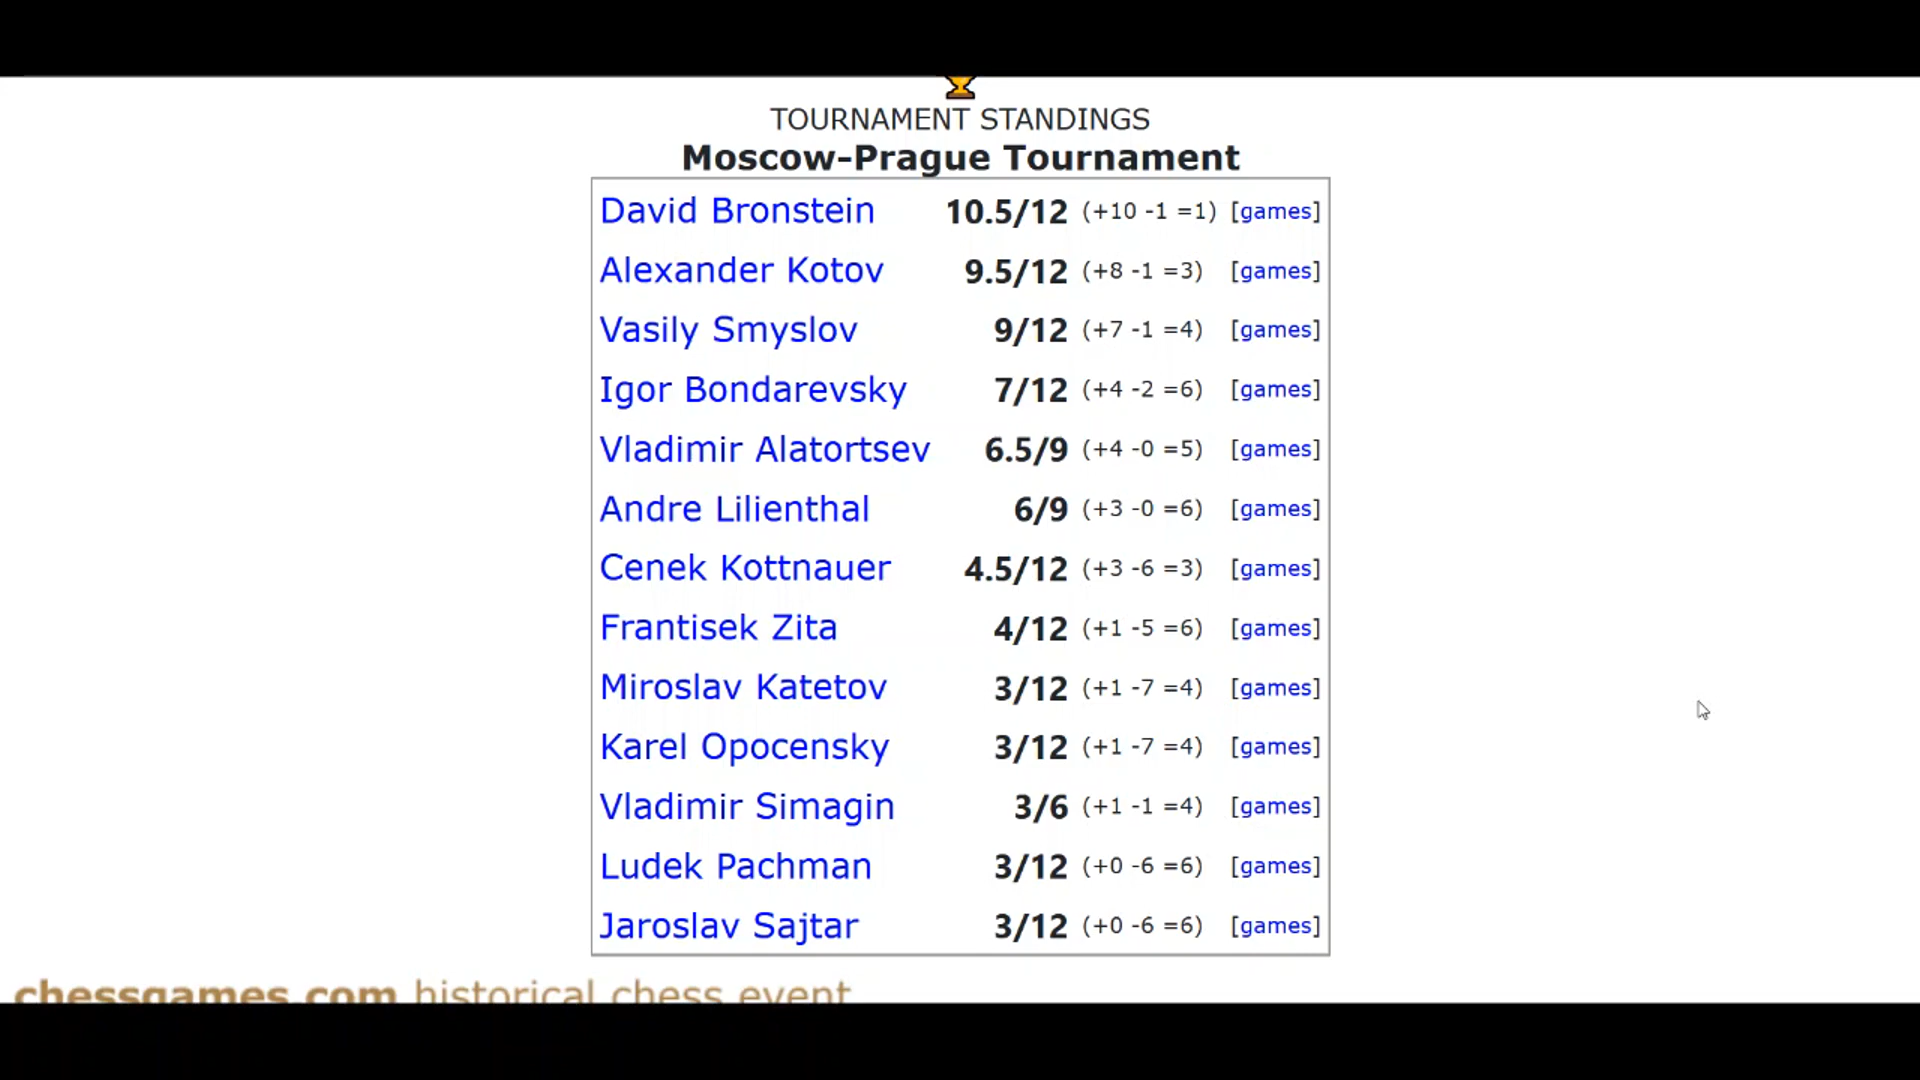 TOURNAMENT STANDINGS
Moscow-Prague Tournament
David Bronstein 10.5/12 (+10 -1 =1) [games]
Alexander Kotov 9.5/12 (+8 -1 =3) [games]
Vasily Smyslov 9/12 (+7 -1 =4) [games]
Igor Bondarevsky 7/12 (+4 -2 =6) [games]
Vladimir Alatortsev 6.5/9 (+4 -0 =5) [games]
Andre Lilienthal 6/9 (+3 -0 =6) [games]
Cenek Kottnauer 4.5/12 (+3 -6 =3) [games]
Frantisek Zita 4/12 (+1 -5 =6) [games]
Miroslav Katetov 3/12 (+1 -7 =4) [games]
Karel Opocensky 3/12 (+1 -7 =4) [games]
Vladimir Simagin 3/6 (+1 -1 =4) [games]
Ludek Pachman 3/12 (+0 -6 =6) [games]
Jaroslav Sajtar 3/12 (+0 -6 =6) [games]
chessgames.com historical chess event